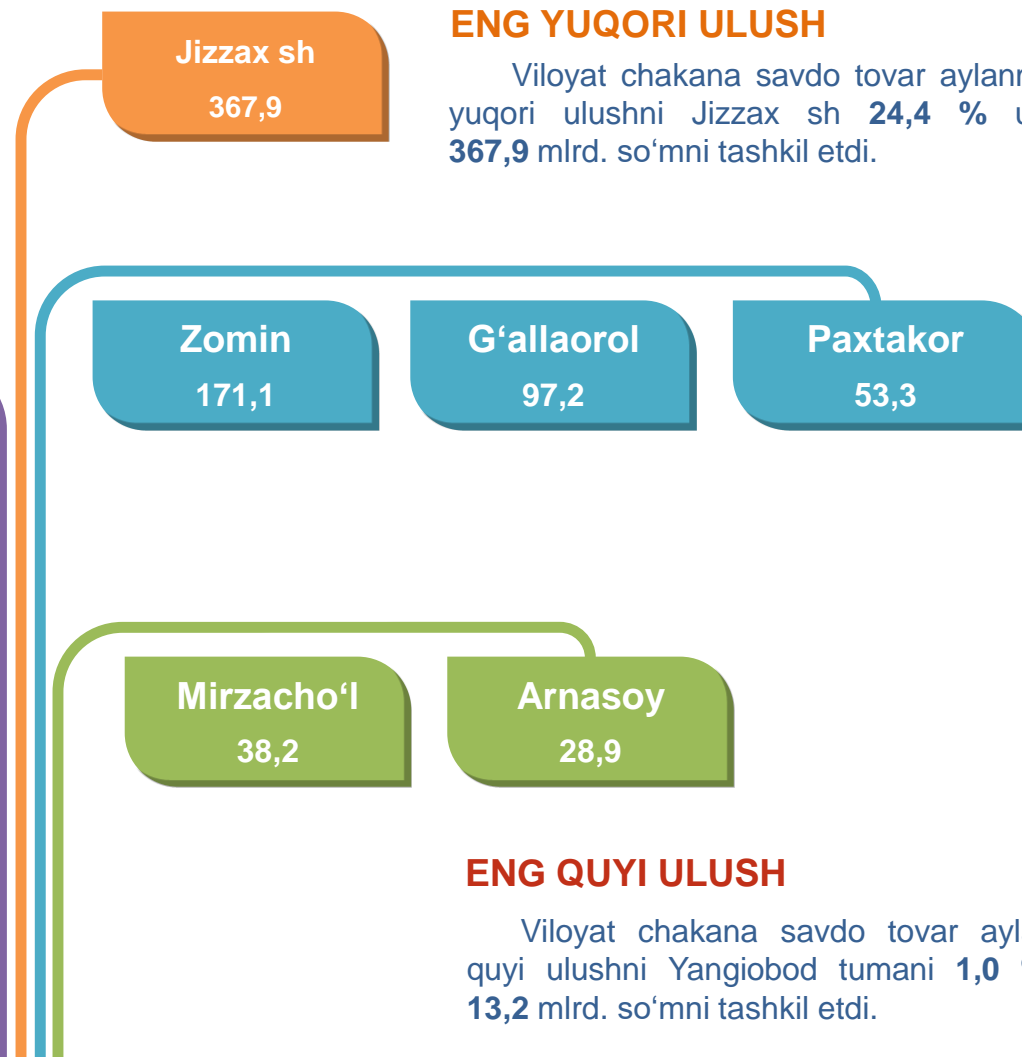 Jizzax sh
367,9
ENG YUQORI ULUSH
Viloyat chakana savdo tovar
yuqori ulushni Jizzax sh 24,4 %
367,9 mlrd. so‘mni tashkil etdi.
Zomin
171,1
G‘allaorol
97,2
Paxtakor
53,3
Mirzacho‘l
38,2
Arnasoy
28,9
ENG QUYI ULUSH
Viloyat chakana savdo tovar
quyi ulushni Yangiobod tumani 1,0
13,2 mlrd. so‘mni tashkil etdi.